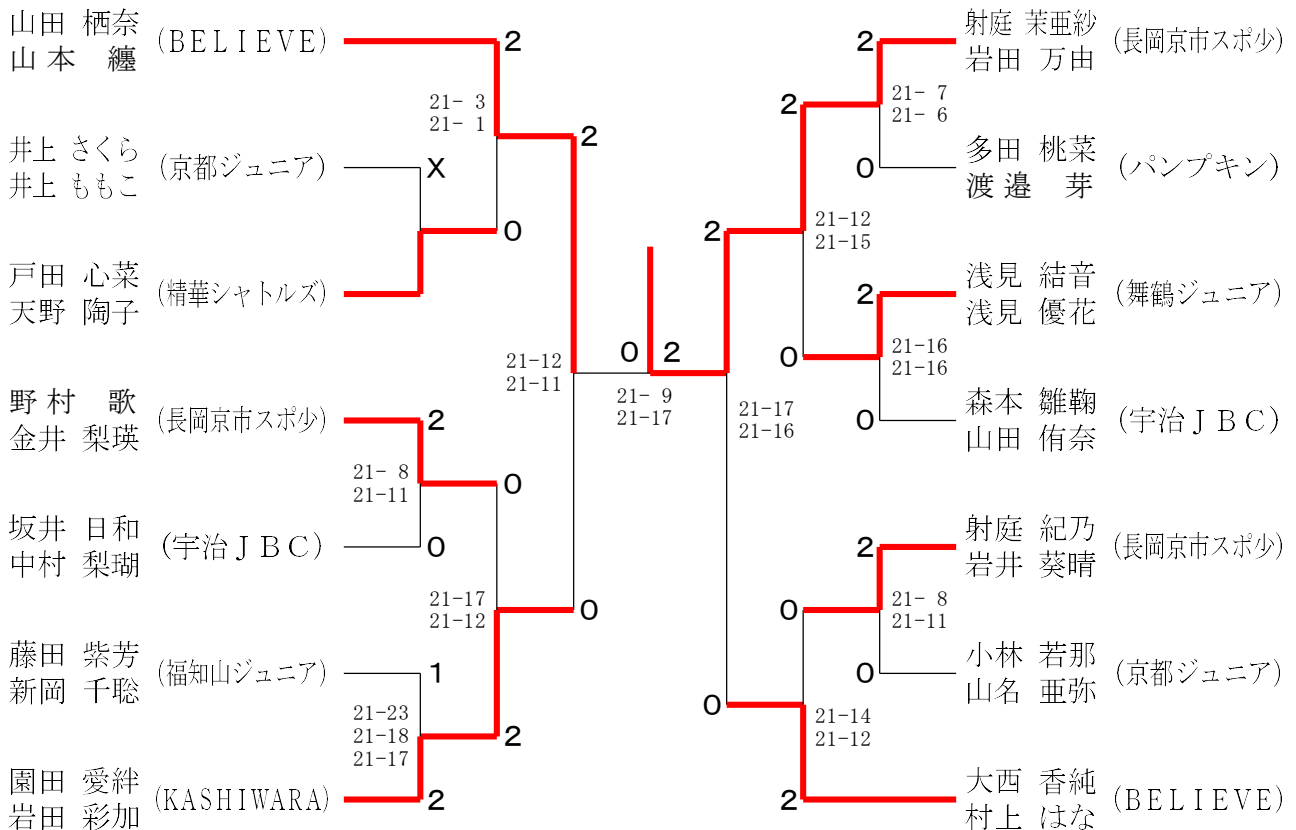 山田 栖奈
山本 纏
(BELIEVE)
2
21- 3
21- 1
2
井上 さくら
井上 ももこ
(京都ジュニア)
X
0
戸田 心菜
天野 陶子
(精華シャトルズ)
21-12
21-11
野村 歌
金井 梨瑛
(長岡京市スポ少)
2
21- 8
21-11
0
坂井 日和
中村 梨瑚
(宇治ＪＢＣ)
0
21-17
21-12
0
藤田 紫芳
新岡 千聡
(福知山ジュニア)
1
21-23
21-18
21-17
2
園田 愛絆
岩田 彩加
(KASHIWARA)
2
0 2
21- 9
21-17
射庭 茉亜紗
岩田 万由
(長岡京市スポ少)
2
2
21- 7
21- 6
多田 桃菜
渡邉 芽
(パンプキン)
0
2
21-12
21-15
浅見 結音
浅見 優花
(舞鶴ジュニア)
2
0
21-16
21-16
森本 雛鞠
山田 侑奈
(宇治ＪＢＣ)
0
21-17
21-16
射庭 紀乃
岩井 葵晴
(長岡京市スポ少)
2
0
21- 8
21-11
小林 若那
山名 亜弥
(京都ジュニア)
0
0
21-14
21-12
大西 香純
村上 はな
(BELIEVE)
2